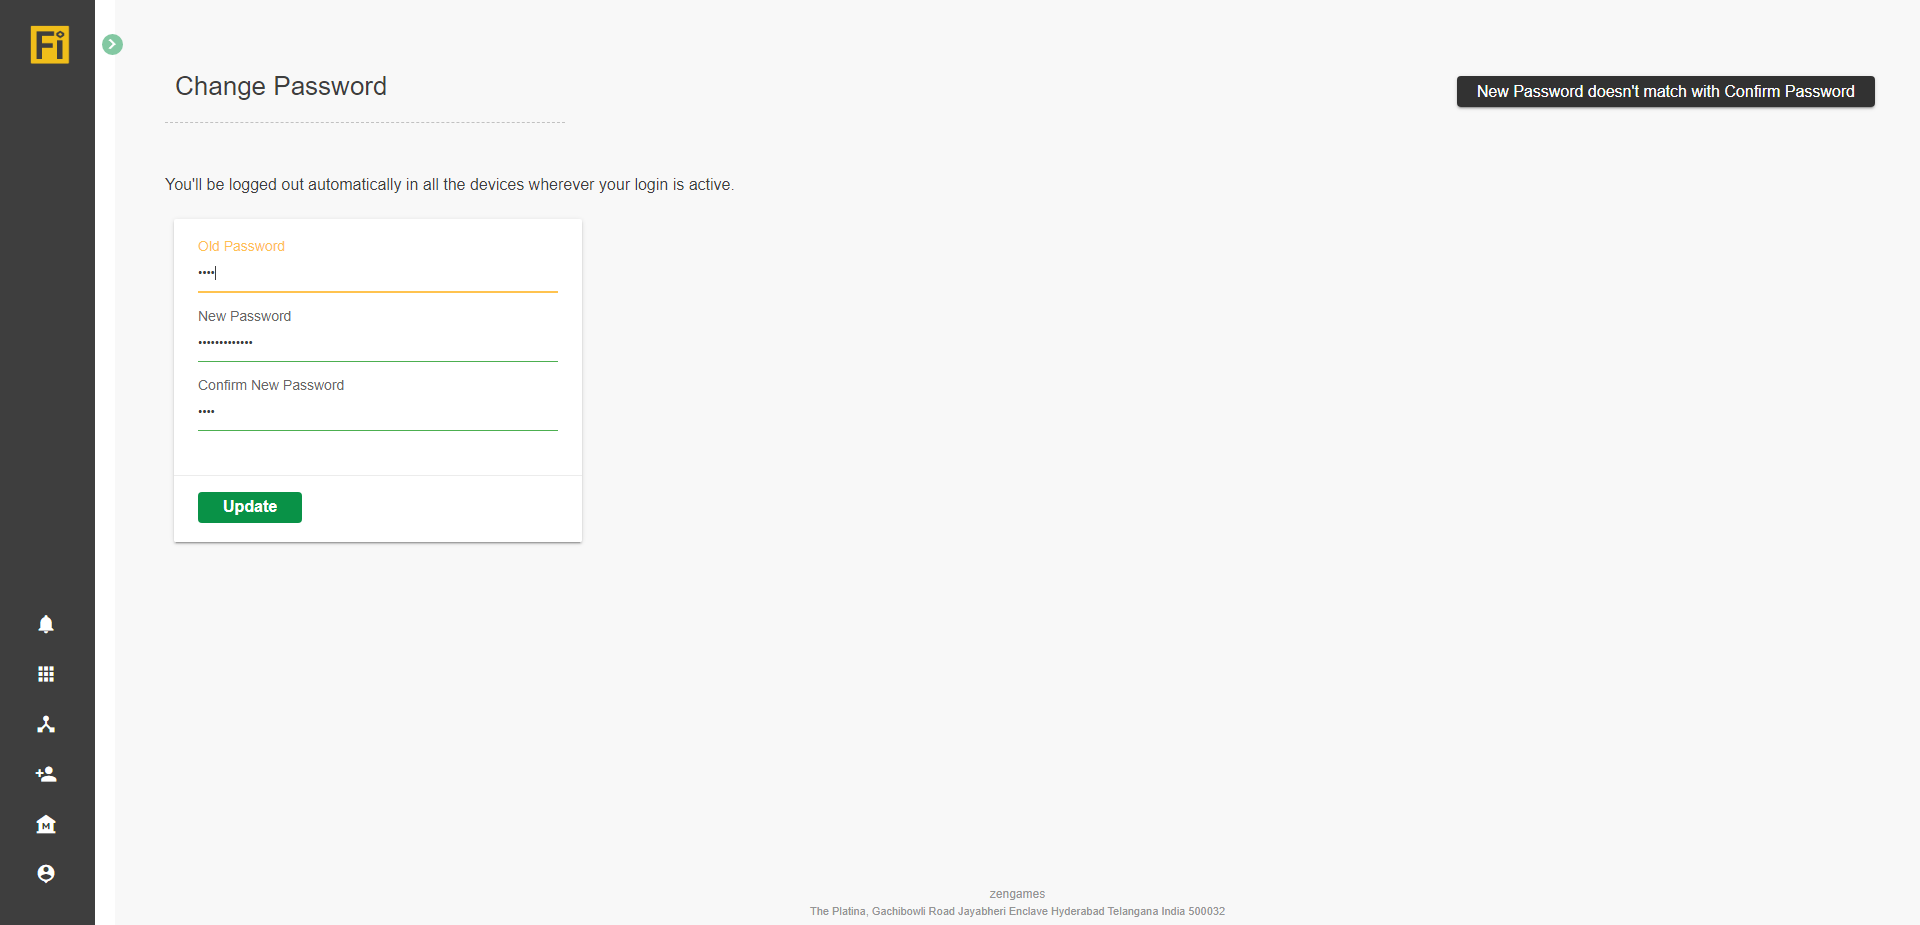 Fi
Change Password
New Password doesn't match with Confirm Password
You'll be logged out automatically in all the devices wherever your login is active.
Old Password
••••
New Password
•••••••••••••
Confirm New Password
••••
Update
M
zengames
The Platina, Gachibowli Road Jayabheri Enclave Hyderabad Telangana India 500032